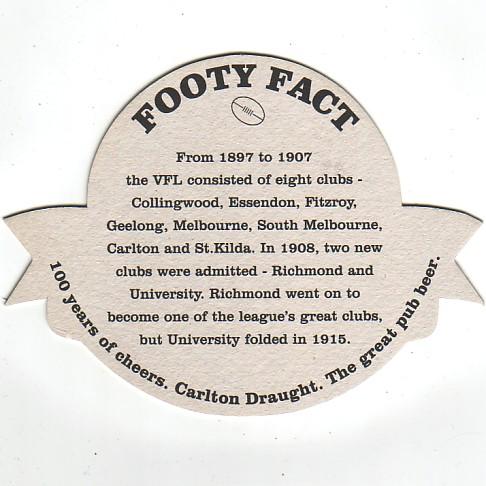 FOOTY FACT
From 1897 to 1907
the VFL consisted of eight clubs -
Collingwood, Essendon, Fitzroy,
Geelong, Melbourne, South Melbourne,
Carlton and St.Kilda. In 1908, two new
clubs were admitted - Richmond and
University. Richmond went on to
become one of the league's great clubs,
but University folded in 1915.
100 years of cheers. Carlton Draught. The great pub beer.